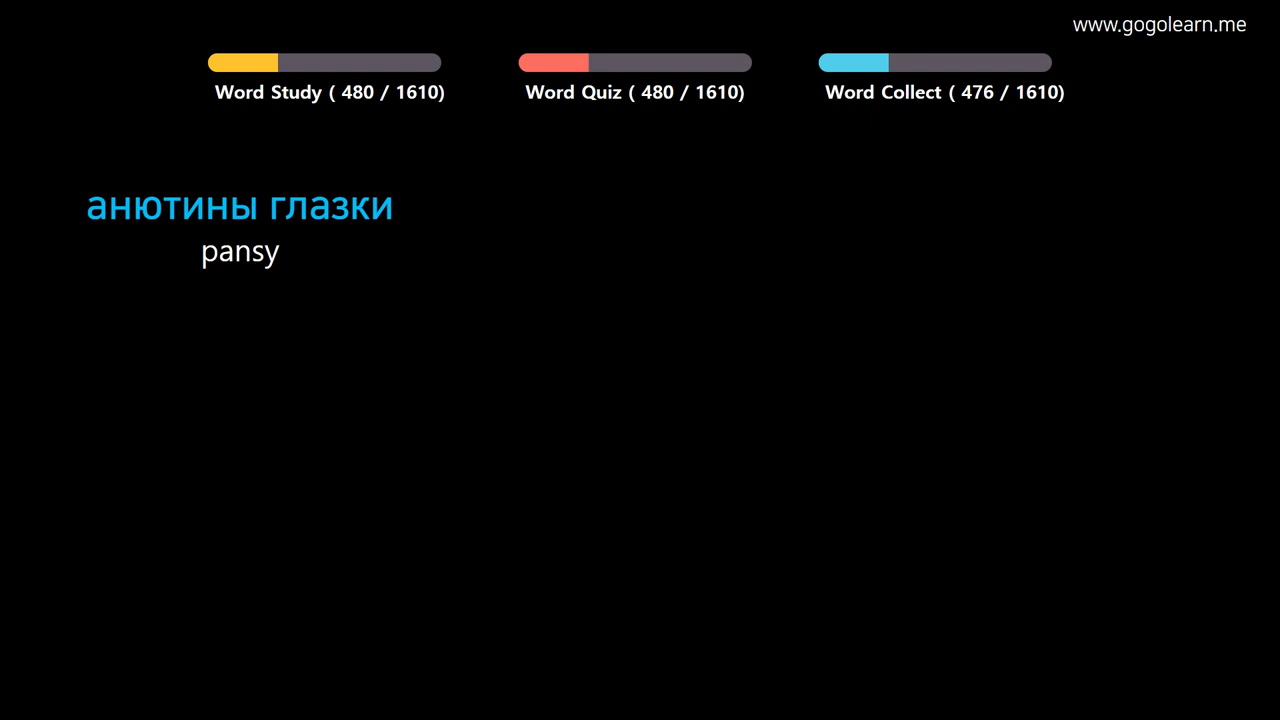 www.gogolearn.me
Word Study ( 480 / 1610)
Word Quiz ( 480 / 1610)
Word Collect ( 476 / 1610)
анютины глазки
pansy